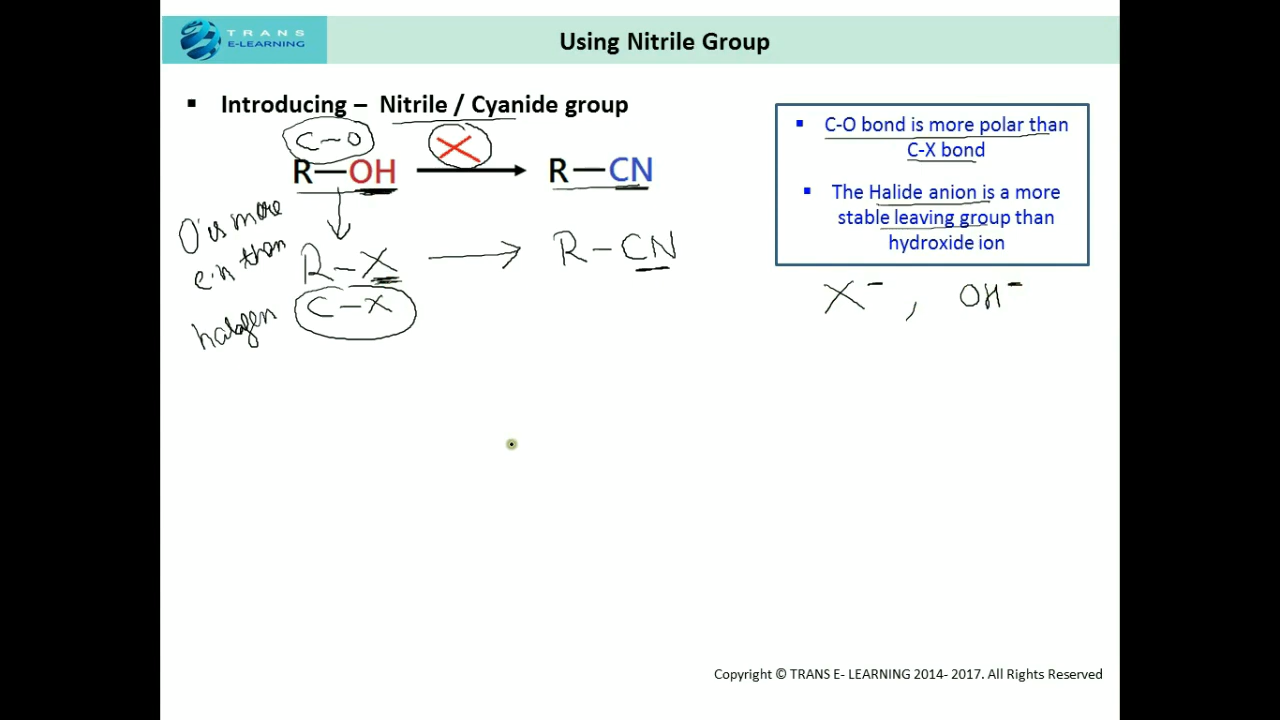 TRANS
E-LEARNING
Using Nitrile Group
▪ Introducing – Nitrile / Cyanide group
C-O
R—OH
R—CN
O is more
e.n than
halogen
R-X
R-CN
C-X
▪ C-O bond is more polar than
C-X bond
▪ The Halide anion is a more
stable leaving group than
hydroxide ion
X⁻ , OH⁻
Copyright © TRANS E- LEARNING 2014- 2017. All Rights Reserved